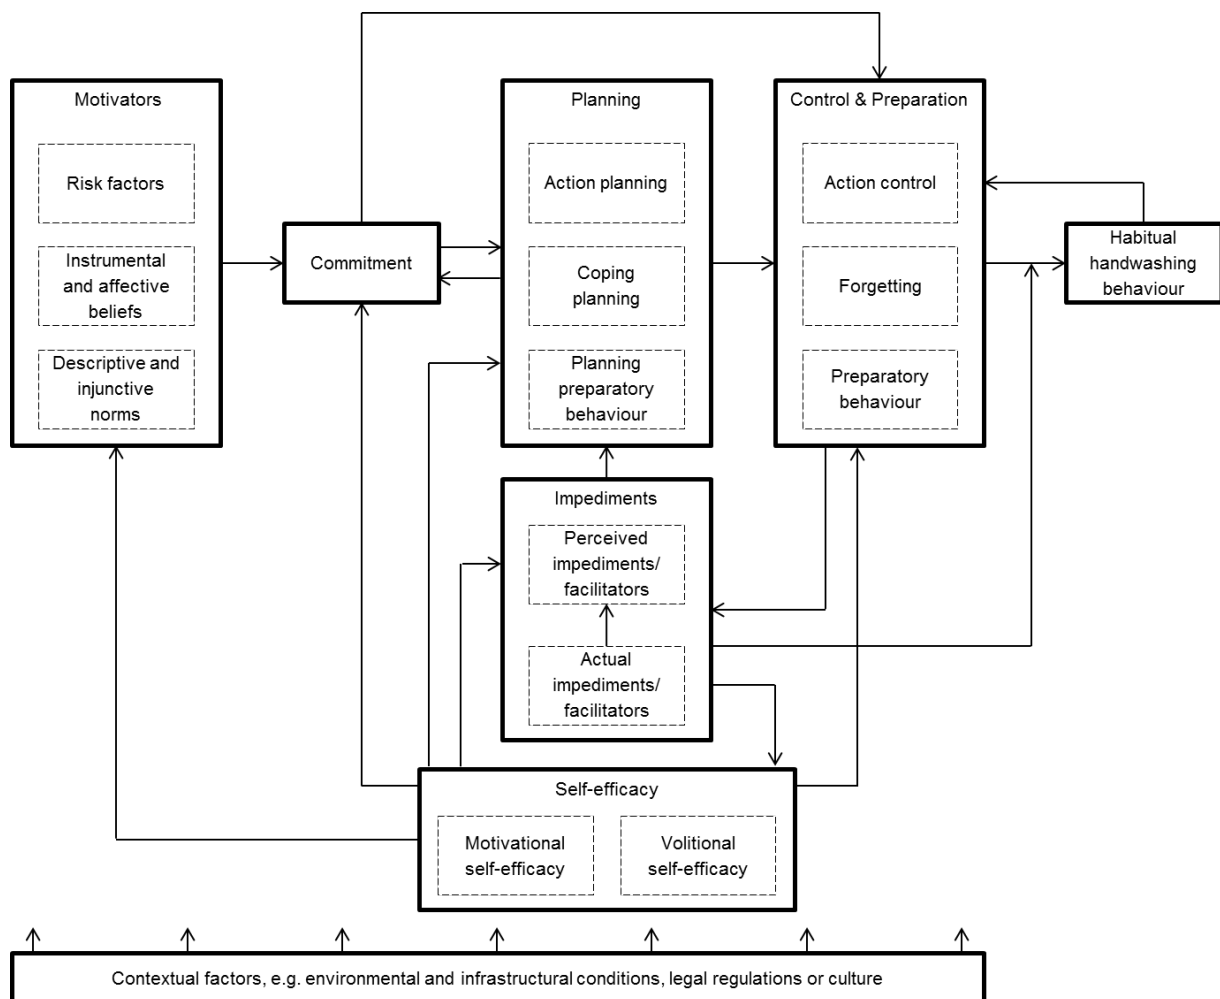 Motivators
Risk factors
Instrumental
and affective
beliefs
Descriptive and
injunctive
norms
Commitment
Planning
Action planning
Coping
planning
Planning
preparatory
behaviour
Control & Preparation
Action control
Forgetting
Preparatory
behaviour
Habitual
handwashing
behaviour
Impediments
Perceived
impediments/
facilitators
Actual
impediments/
facilitators
Self-efficacy
Motivational
self-efficacy
Volitional
self-efficacy
Contextual factors, e.g. environmental and infrastructural conditions, legal regulations or culture